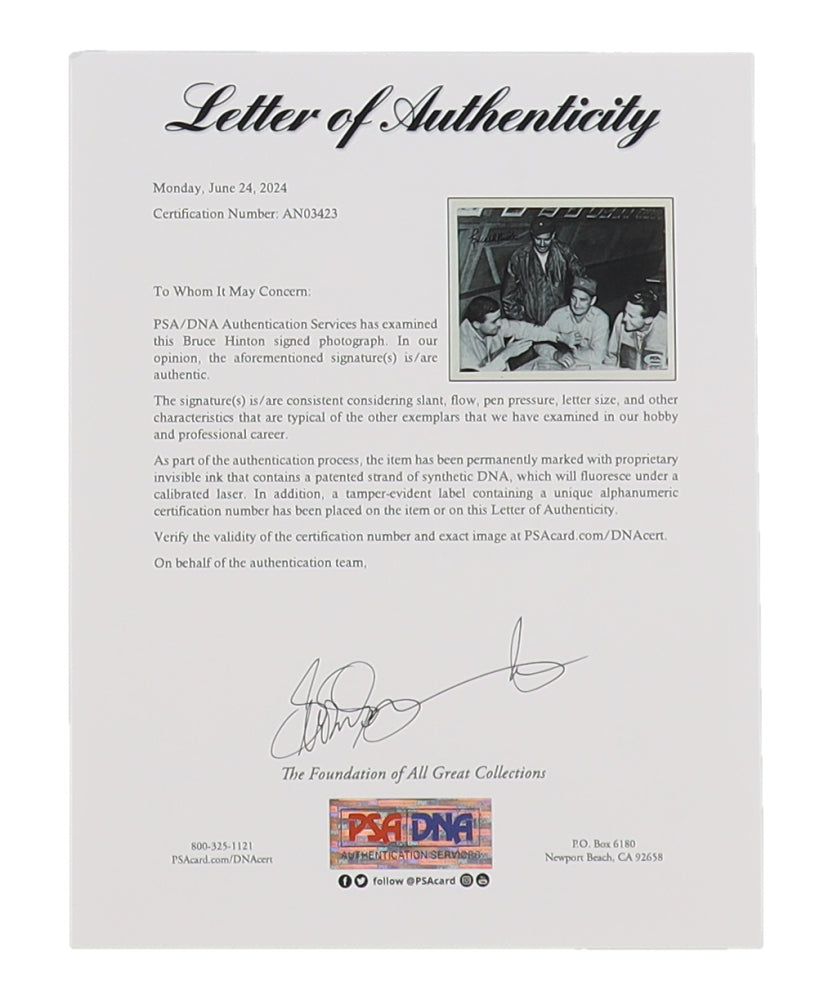 Letter of Authenticity
Monday, June 24, 2024
Certification Number: AN03423
To Whom It May Concern:
PSA/DNA Authentication Services has examined
this Bruce Hinton signed photograph. In our
opinion, the aforementioned signature(s) is/are
authentic.
The signature(s) is/are consistent considering slant, flow, pen pressure, letter size, and other
characteristics that are typical of the other exemplars that we have examined in our hobby
and professional career.
As part of the authentication process, the item has been permanently marked with proprietary
invisible ink that contains a patented strand of synthetic DNA, which will fluoresce under a
calibrated laser. In addition, a tamper-evident label containing a unique alphanumeric
certification number has been placed on the item or on this Letter of Authenticity.
Verify the validity of the certification number and exact image at PSAcard.com/DNAcert.
On behalf of the authentication team,
The Foundation of All Great Collections
PSA DNA
AUTHENTICATION SERVICES
follow @PSAcard
800-325-1121
PSAcard.com/DNAcert
P.O. Box 6180
Newport Beach, CA 92658